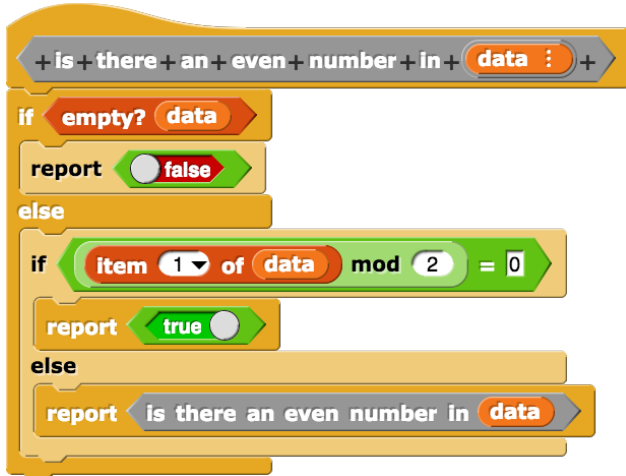 + is + there + an + even + number + in + data ⋮ +
if empty? data
report false
else
if item 1 of data mod 2 = 0
report true
else
report is there an even number in data